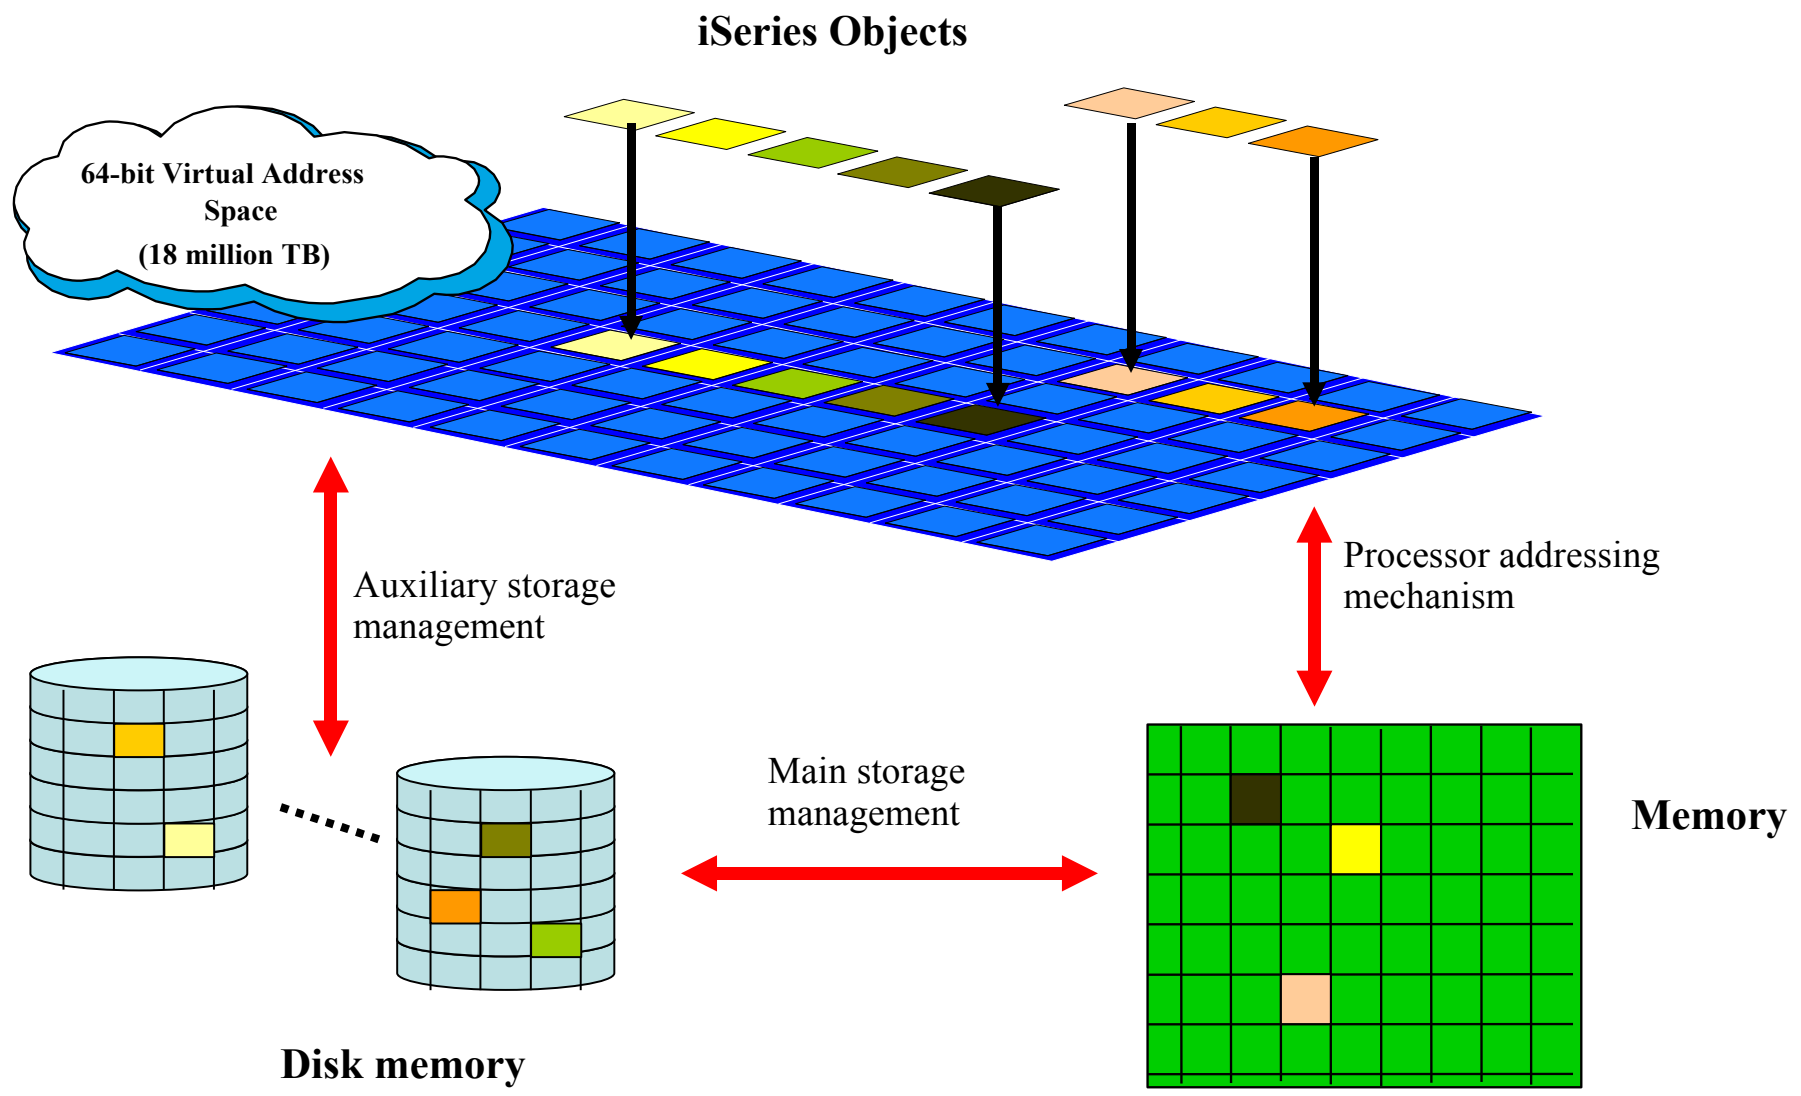 iSeries Objects
64-bit Virtual Address
Space
(18 million TB)
Auxiliary storage
management
Processor addressing
mechanism
Main storage
management
Memory
Disk memory